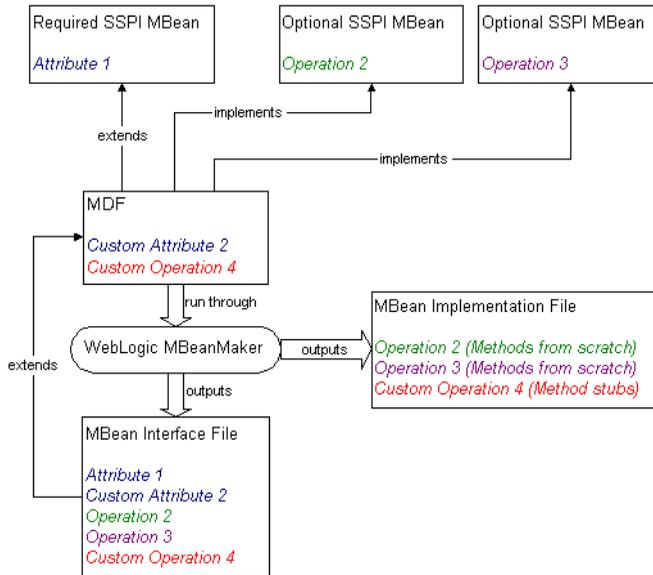 Required SSPI MBean
Attribute 1
Optional SSPI MBean
Operation 2
Optional SSPI MBean
Operation 3
implements
extends
implements
MDF
Custom Attribute 2
Custom Operation 4
run through
WebLogic MBeanMaker
outputs
MBean Implementation File
Operation 2 (Methods from scratch)
Operation 3 (Methods from scratch)
Custom Operation 4 (Method stubs)
extends
outputs
MBean Interface File
Attribute 1
Custom Attribute 2
Operation 2
Operation 3
Custom Operation 4